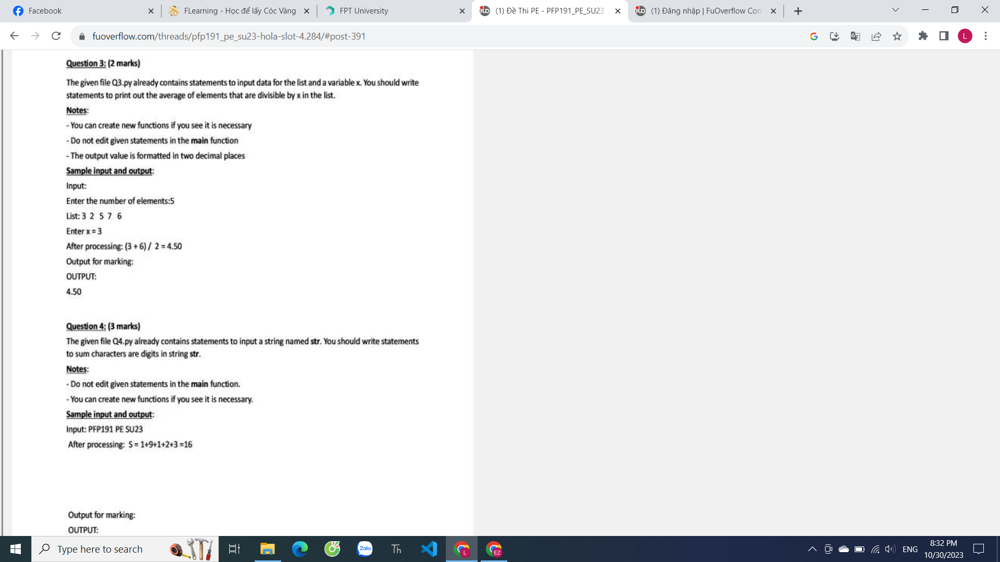 Facebook
FLearning - Học để lấy Cóc Vàng
FPT University
(1) Đề Thi PE - PFP191_PE_SU23
(1) Đăng nhập | FuOverflow Com
fuoverflow.com/threads/pfp191_pe_su23-hola-slot-4.284/#post-391
L
Question 3: (2 marks)
The given file Q3.py already contains statements to input data for the list and a variable x. You should write
statements to print out the average of elements that are divisible by x in the list.
Notes:
- You can create new functions if you see it is necessary
- Do not edit given statements in the main function
- The output value is formatted in two decimal places
Sample input and output:
Input:
Enter the number of elements:5
List: 3 2 5 7 6
Enter x = 3
After processing: (3 + 6) / 2 = 4.50
Output for marking:
OUTPUT:
4.50
Question 4: (3 marks)
The given file Q4.py already contains statements to input a string named str. You should write statements
to sum characters are digits in string str.
Notes:
- Do not edit given statements in the main function.
- You can create new functions if you see it is necessary.
Sample input and output:
Input: PFP191 PE SU23
After processing: S = 1+9+1+2+3 =16
Output for marking:
OUTPUT:
Type here to search
Zalo
Th
L
EZ
ENG
8:32 PM
10/30/2023